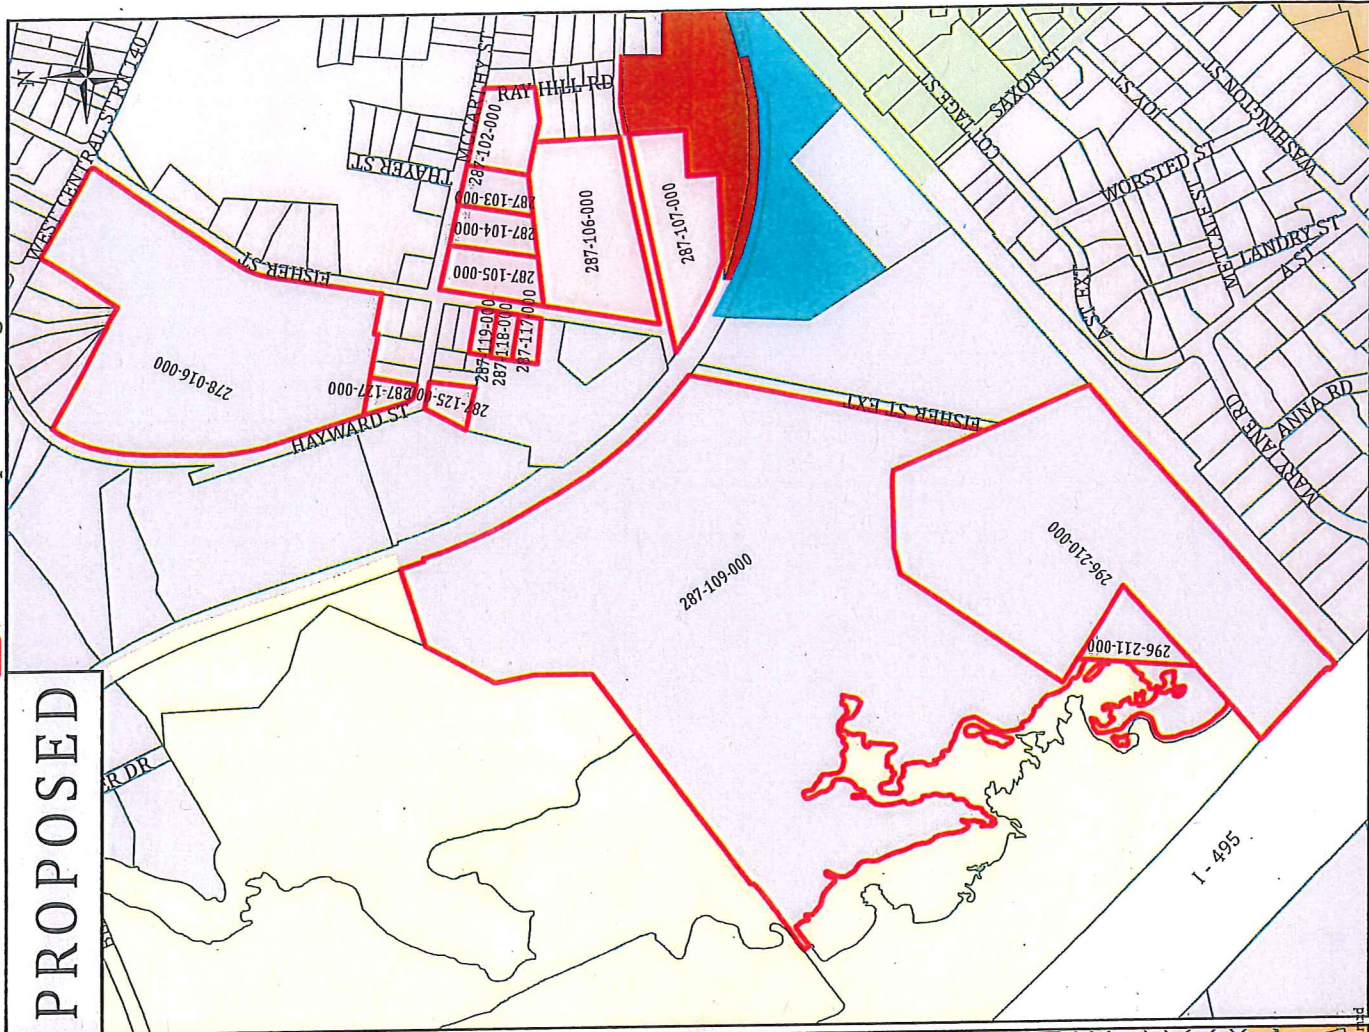 PROPOSED
N
WEST CENTRAL ST RTN 140
MCCARTHY ST
RAY HILL RD
THAYER ST
FISHER ST
287-102-000
287-103-000
287-104-000
287-105-000
287-106-000
287-107-000
287-119-000
287-118-000
287-117-000
278-016-000
287-127-000
287-125-000
HAYWARD ST
FISHER ST EXT
287-109-000
296-210-000
296-211-000
COTTAGE ST
SAXON ST
JOY ST
WASHINGTON ST
WORSTED ST
METCALF ST
LANDRY ST
A ST
A ST EXT
MARY JANE RD
ANNA RD
ER DR
I - 495